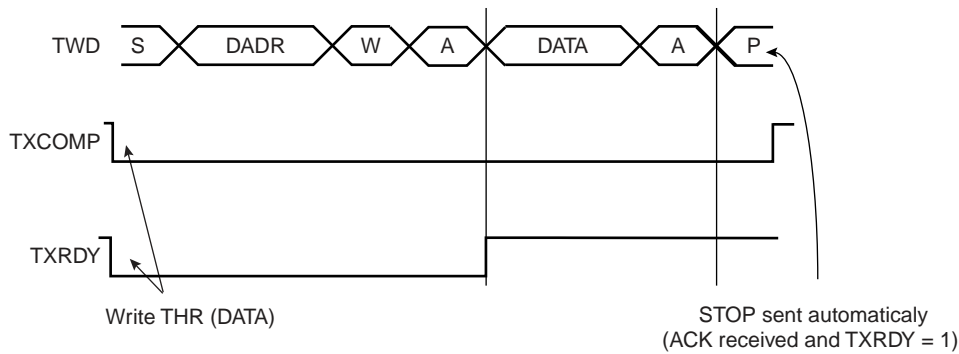 TWD S DADR W A DATA A P
TXCOMP
TXRDY
Write THR (DATA)
STOP sent automaticaly
(ACK received and TXRDY = 1)